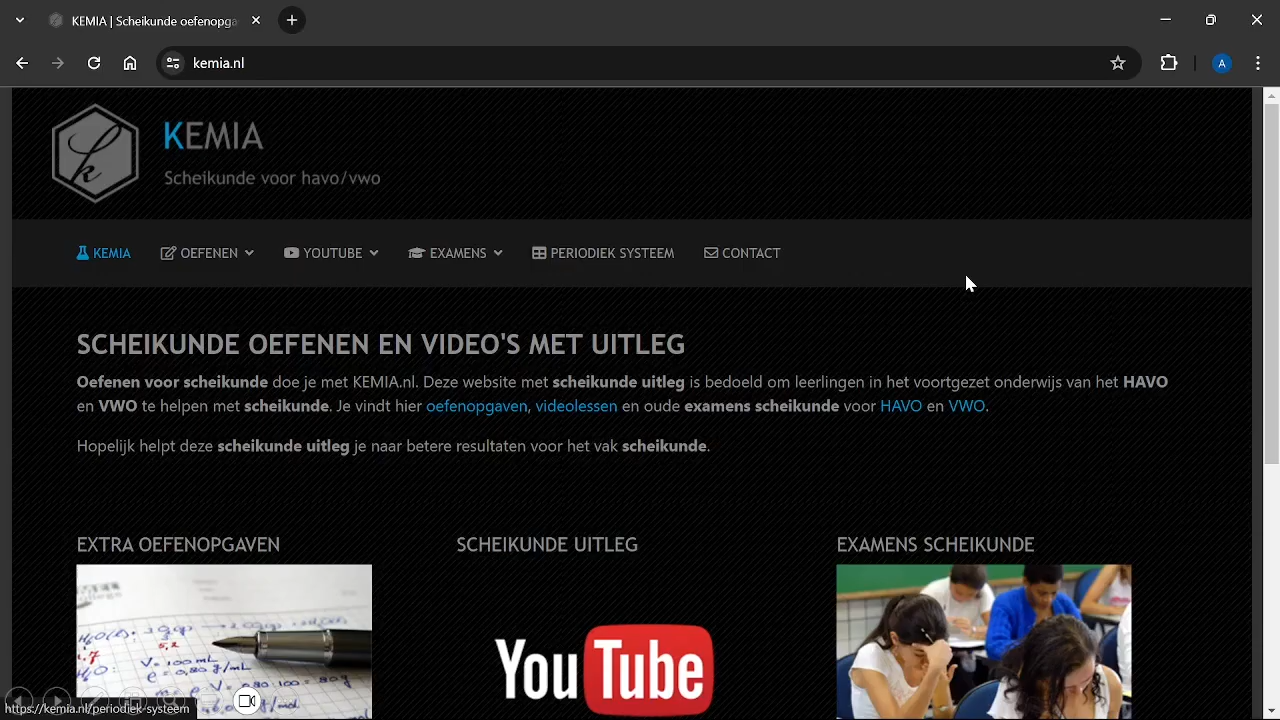 KEMIA | Scheikunde oefenopga
kemia.nl
A
k
KEMIA
Scheikunde voor havo/vwo
KEMIA OEFENEN YOUTUBE EXAMENS PERIODIEK SYSTEEM CONTACT
SCHEIKUNDE OEFENEN EN VIDEO'S MET UITLEG
Oefenen voor scheikunde doe je met KEMIA.nl. Deze website met scheikunde uitleg is bedoeld om leerlingen in het voortgezet onderwijs van het HAVO
en VWO te helpen met scheikunde. Je vindt hier oefenopgaven, videolessen en oude examens scheikunde voor HAVO en VWO.
Hopelijk helpt deze scheikunde uitleg je naar betere resultaten voor het vak scheikunde.
EXTRA OEFENOPGAVEN SCHEIKUNDE UITLEG EXAMENS SCHEIKUNDE
V = 100 mL
YouTube
https://kemia.nl/periodiek-systeem